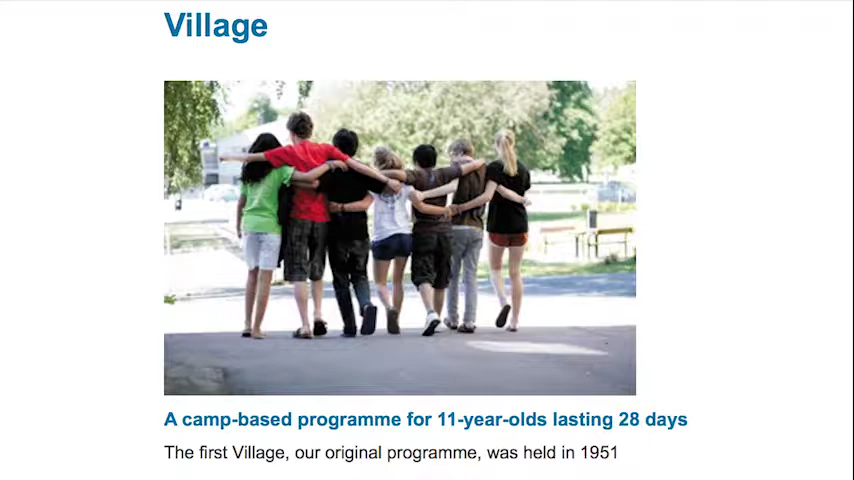 Village
A camp-based programme for 11-year-olds lasting 28 days
The first Village, our original programme, was held in 1951